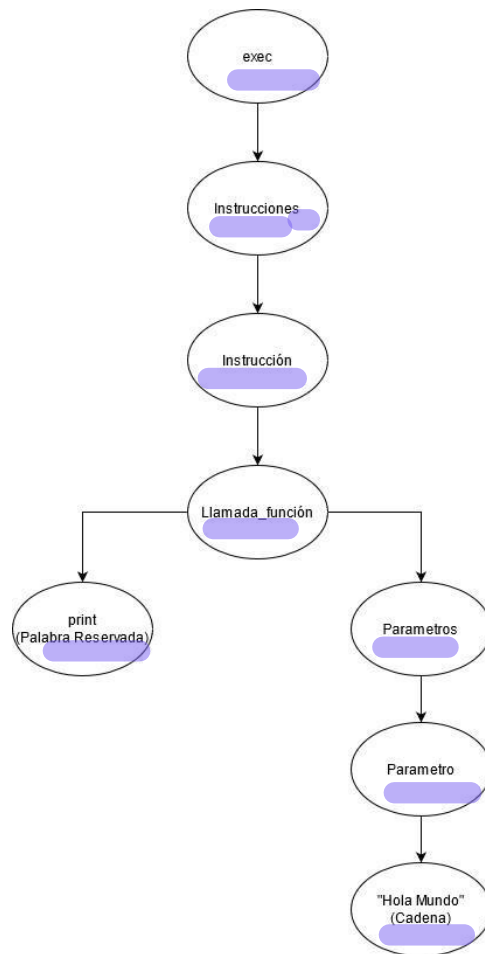 exec
Instrucciones
Instrucción
Llamada_función
print
(Palabra Reservada)
Parametros
Parametro
"Hola Mundo"
(Cadena)